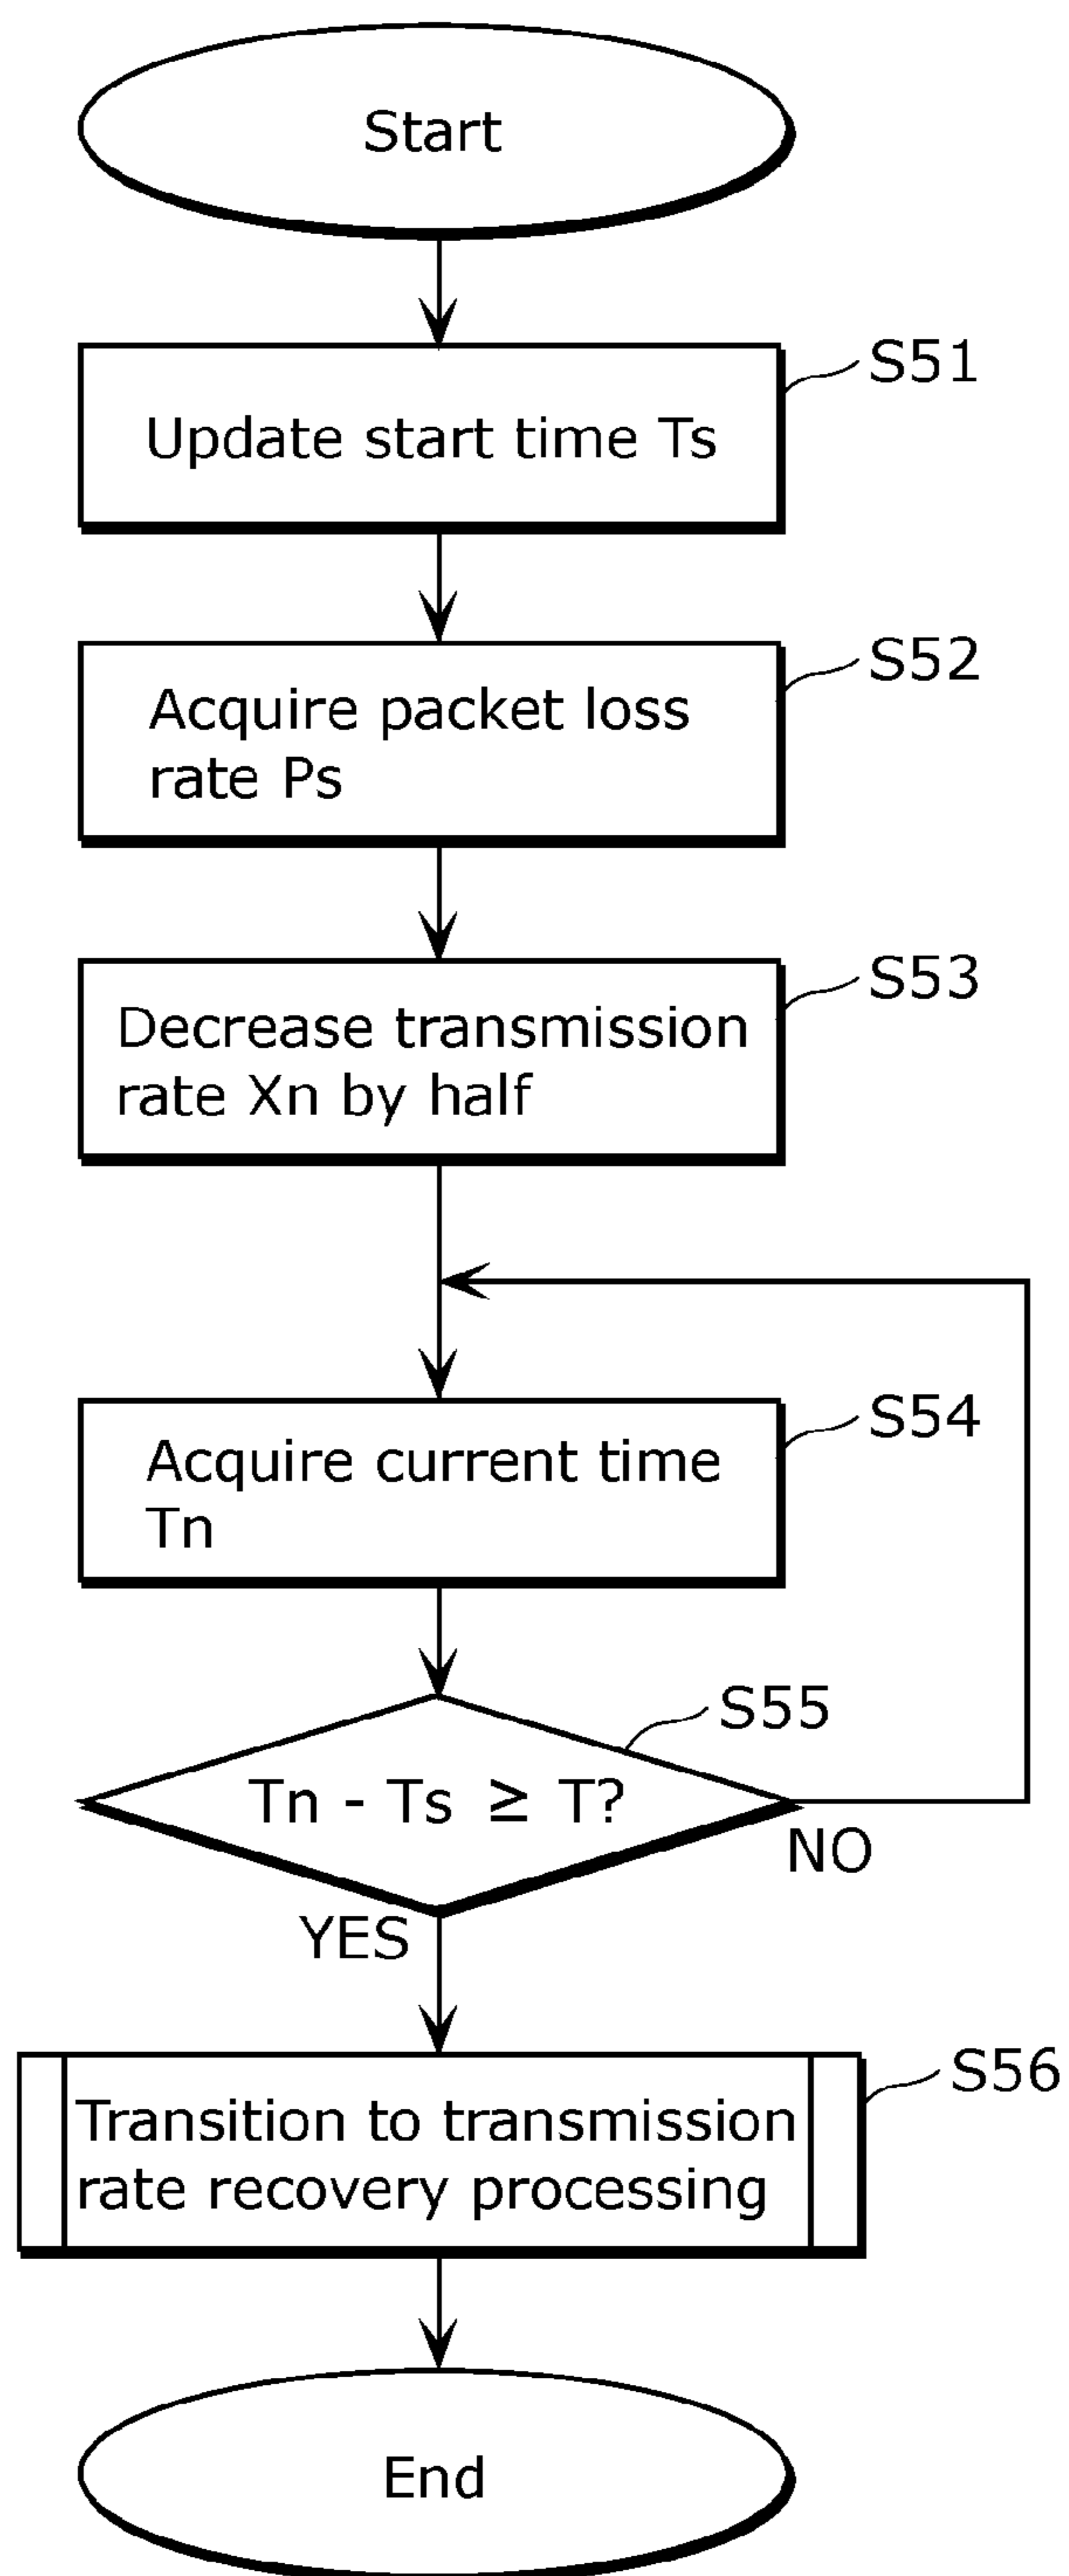 Start
S51
Update start time Ts
S52
Acquire packet loss
rate Ps
S53
Decrease transmission
rate Xn by half
S54
Acquire current time
Tn
S55
Tn - Ts ≥ T?
NO
YES
S56
Transition to transmission
rate recovery processing
End